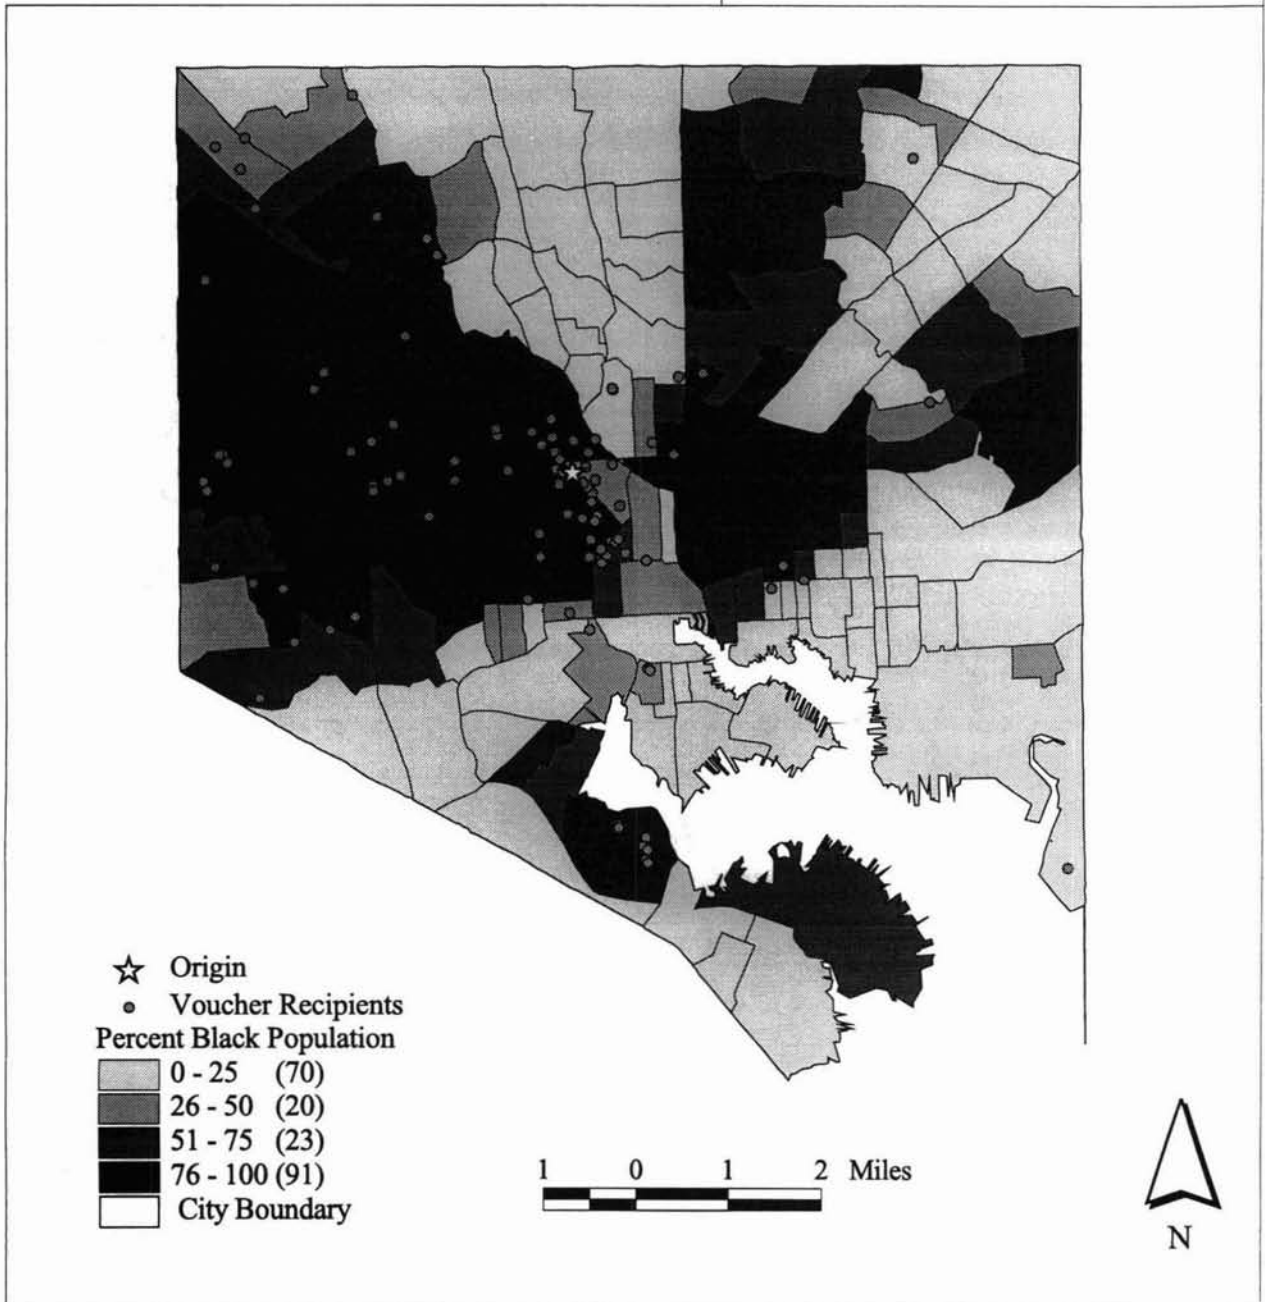 Origin
Voucher Recipients
Percent Black Population
0 - 25 (70)
26 - 50 (20)
51 - 75 (23)
76 - 100 (91)
City Boundary
1 0 1 2 Miles
N